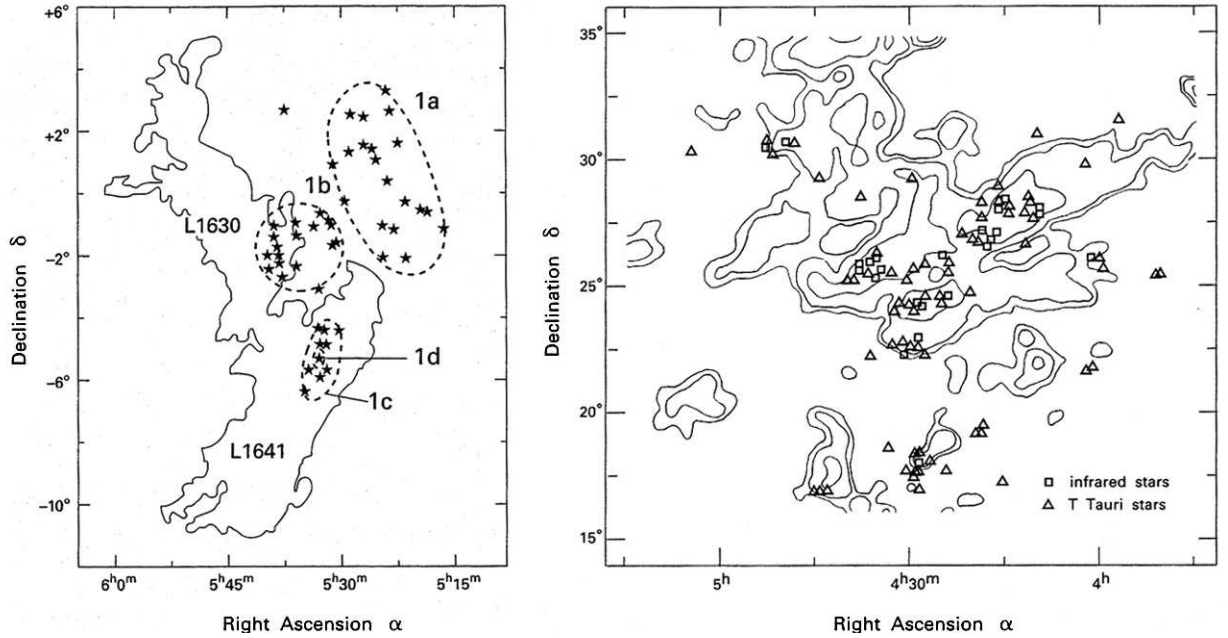 +6°
+2°
−2°
−6°
−10°
Declination δ
1a
1b
L1630
1d
1c
L1641
6ʰ0ᵐ
5ʰ45ᵐ
5ʰ30ᵐ
5ʰ15ᵐ
Right Ascension α
35°
30°
25°
20°
15°
Declination δ
infrared stars
T Tauri stars
5ʰ
4ʰ30ᵐ
4ʰ
Right Ascension α